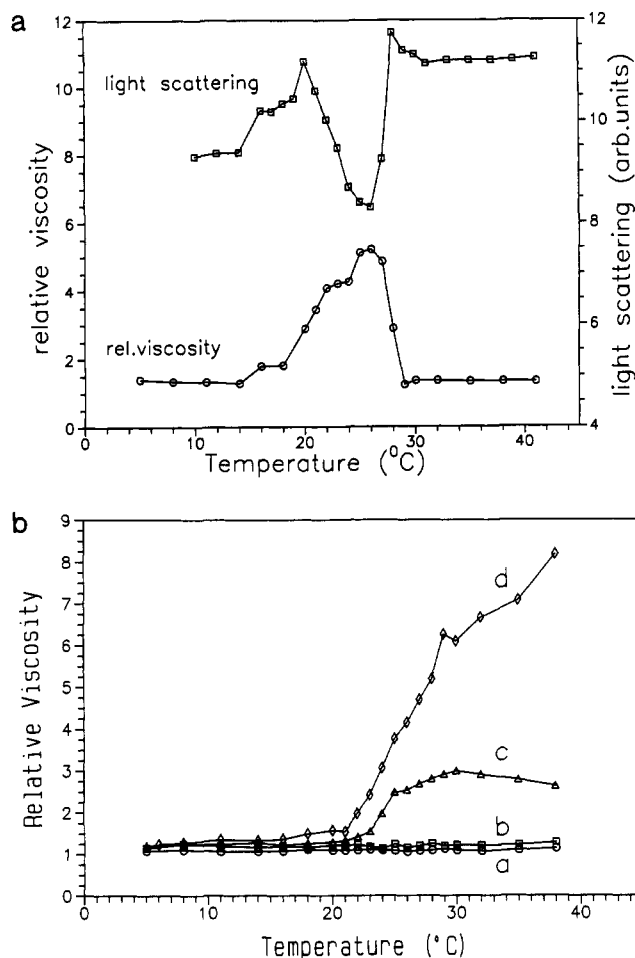 a
light scattering
rel.viscosity
relative viscosity
0
2
4
6
8
10
12
light scattering (arb.units)
4
6
8
10
12
0
10
20
30
40
Temperature (°C)
b
d
c
b
a
Relative Viscosity
0
1
2
3
4
5
6
7
8
9
0
10
20
30
40
Temperature (°C)